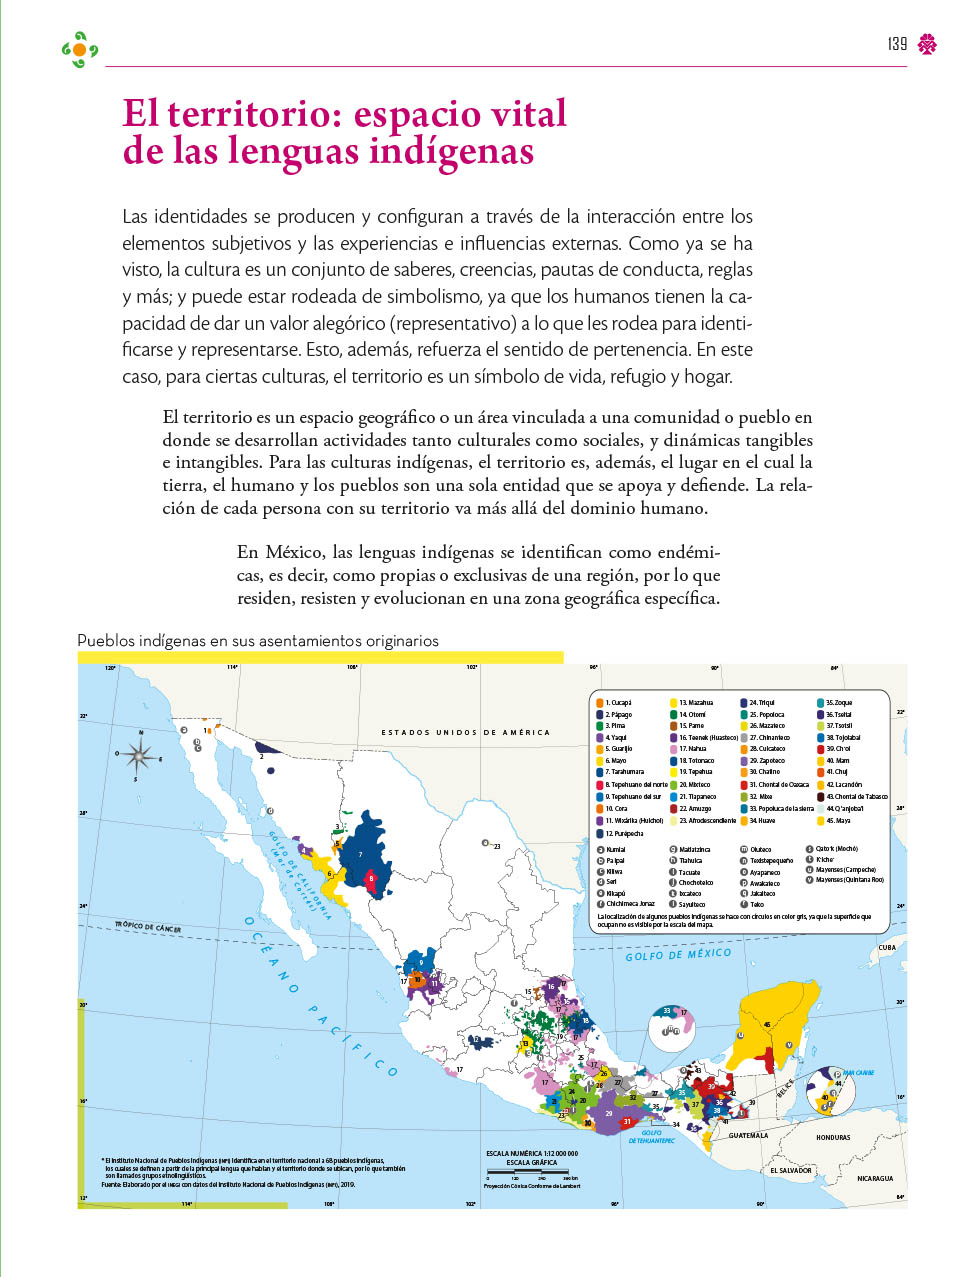 139
El territorio: espacio vital
de las lenguas indígenas
Las identidades se producen y configuran a través de la interacción entre los
elementos subjetivos y las experiencias e influencias externas. Como ya se ha
visto, la cultura es un conjunto de saberes, creencias, pautas de conducta, reglas
y más; y puede estar rodeada de simbolismo, ya que los humanos tienen la ca-
pacidad de dar un valor alegórico (representativo) a lo que les rodea para identi-
ficarse y representarse. Esto, además, refuerza el sentido de pertenencia. En este
caso, para ciertas culturas, el territorio es un símbolo de vida, refugio y hogar.
El territorio es un espacio geográfico o un área vinculada a una comunidad o pueblo en
donde se desarrollan actividades tanto culturales como sociales, y dinámicas tangibles
e intangibles. Para las culturas indígenas, el territorio es, además, el lugar en el cual la
tierra, el humano y los pueblos son una sola entidad que se apoya y defiende. La rela-
ción de cada persona con su territorio va más allá del dominio humano.
En México, las lenguas indígenas se identifican como endémi-
cas, es decir, como propias o exclusivas de una región, por lo que
residen, resisten y evolucionan en una zona geográfica específica.
Pueblos indígenas en sus asentamientos originarios
120° 114° 108° 102° 96° 90° 84°
ESTADOS UNIDOS DE AMÉRICA
N
O E
S
1. Cucapá
2. Pápago
3. Pima
4. Yaqui
5. Guarijío
6. Mayo
7. Tarahumara
8. Tepehuano del norte
9. Tepehuano del sur
10. Cora
11. Wixárika (Huichol)
12. Purépecha
13. Mazahua
14. Otomí
15. Pame
16. Teenek (Huasteco)
17. Nahua
18. Totonaco
19. Tepehua
20. Mixteco
21. Tlapaneco
22. Amuzgo
23. Afrodescendiente
24. Triqui
25. Popoloca
26. Mazateco
27. Chinanteco
28. Cuicateco
29. Zapoteco
30. Chatino
31. Chontal de Oaxaca
32. Mixe
33. Popoluca de la sierra
34. Huave
35. Zoque
36. Tseltal
37. Tsotsil
38. Tojolabal
39. Ch'ol
40. Mam
41. Chuj
42. Lacandón
43. Chontal de Tabasco
44. Q'anjoba'l
45. Maya
a Kumiai
b Paipai
c Kiliwa
d Seri
e Kikapú
f Chichimeca Jonaz
g Matlatzinca
h Tlahuica
i Tacuate
j Chocholteco
k Ixcateco
l Sayulteco
m Oluteco
n Texistepequeño
o Ayapaneco
p Awakateco
q Jakalteco
r Teko
s Qato'k (Mochó)
t K'iche'
u Mayenses (Campeche)
v Mayenses (Quintana Roo)
La localización de algunos pueblos indígenas se hace con círculos en color gris, ya que la superficie que
ocupan no es visible por la escala del mapa.
GOLFO DE CALIFORNIA
(Mar de Cortés)
TRÓPICO DE CÁNCER
OCÉANO PACÍFICO
GOLFO DE MÉXICO
CUBA
MAR CARIBE
BELICE
GUATEMALA
HONDURAS
EL SALVADOR
NICARAGUA
GOLFO
DE TEHUANTEPEC
ESCALA NUMÉRICA 1:12 000 000
ESCALA GRÁFICA
0 120 240 360 km
Proyección Cónica Conforme de Lambert
* El Instituto Nacional de Pueblos Indígenas (INPI) identifica en el territorio nacional a 68 pueblos indígenas,
los cuales se definen a partir de la principal lengua que hablan y el territorio donde se ubican, por lo que también
son llamados grupos etnolingüísticos.
Fuente: Elaborado por el INEGI con datos del Instituto Nacional de Pueblos Indígenas (INPI), 2019.
114° 108° 102° 96° 90° 84°